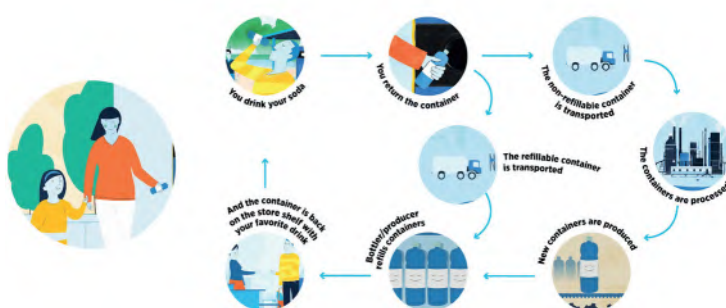 You drink your soda
You return the container
The non-refillable container
is transported
The refillable container
is transported
The containers are processed
New containers are produced
Bottler/producer
refills containers
And the container is back
on the store shelf with
your favorite drink